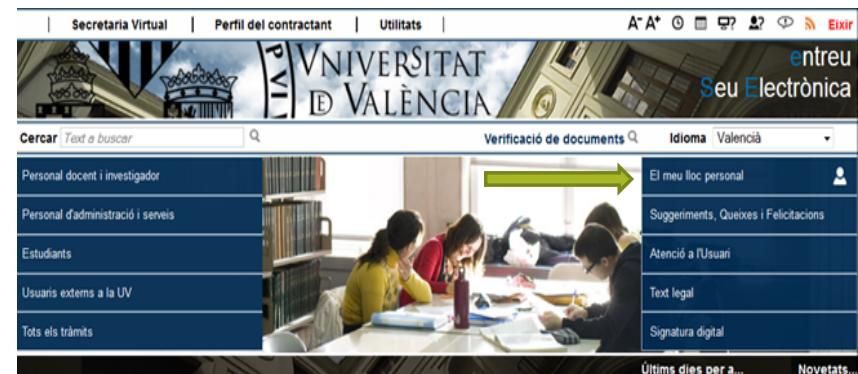 Secretaria Virtual | Perfil del contractant | Utilitats | A- A+ Eixir
VNIVERSITAT
D VALÈNCIA
entreu
Seu Electrònica
Cercar Text a buscar
Verificació de documents
Idioma Valencià
Personal docent i investigador
Personal d'administració i serveis
Estudiants
Usuaris externs a la UV
Tots els tràmits
El meu lloc personal
Suggeriments, Queixes i Felicitacions
Atenció a l'Usuari
Text legal
Signatura digital
Últims dies per a...
Novetats...